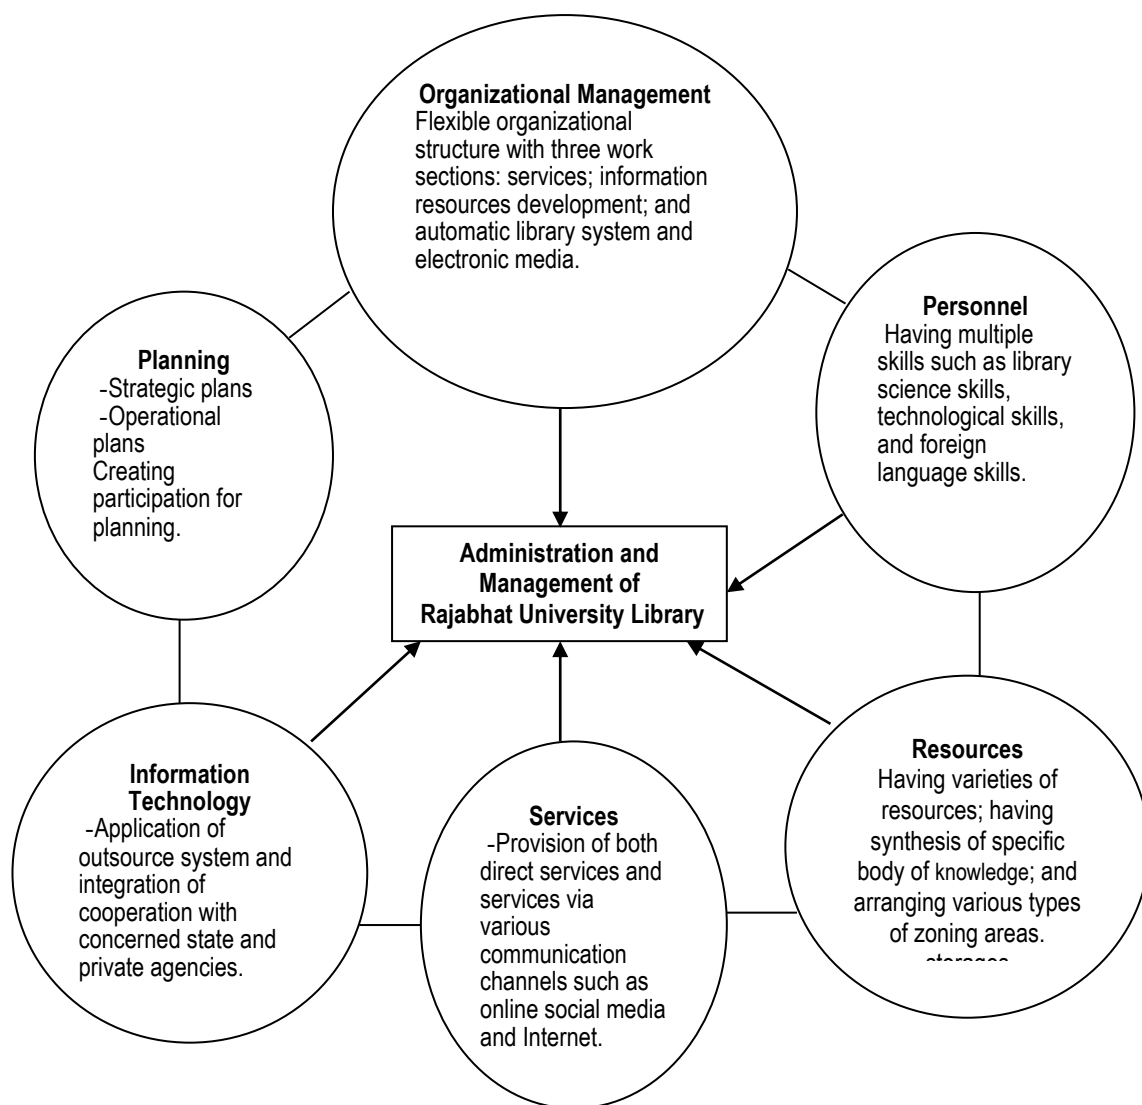 Organizational Management
Flexible organizational
structure with three work
sections: services; information
resources development; and
automatic library system and
electronic media.
Planning
-Strategic plans
-Operational
plans
Creating
participation for
planning.
Personnel
Having multiple
skills such as library
science skills,
technological skills,
and foreign
language skills.
Administration and
Management of
Rajabhat University Library
Information
Technology
-Application of
outsource system and
integration of
cooperation with
concerned state and
private agencies.
Services
-Provision of both
direct services and
services via
various
communication
channels such as
online social media
and Internet.
Resources
Having varieties of
resources; having
synthesis of specific
body of knowledge; and
arranging various types
of zoning areas.